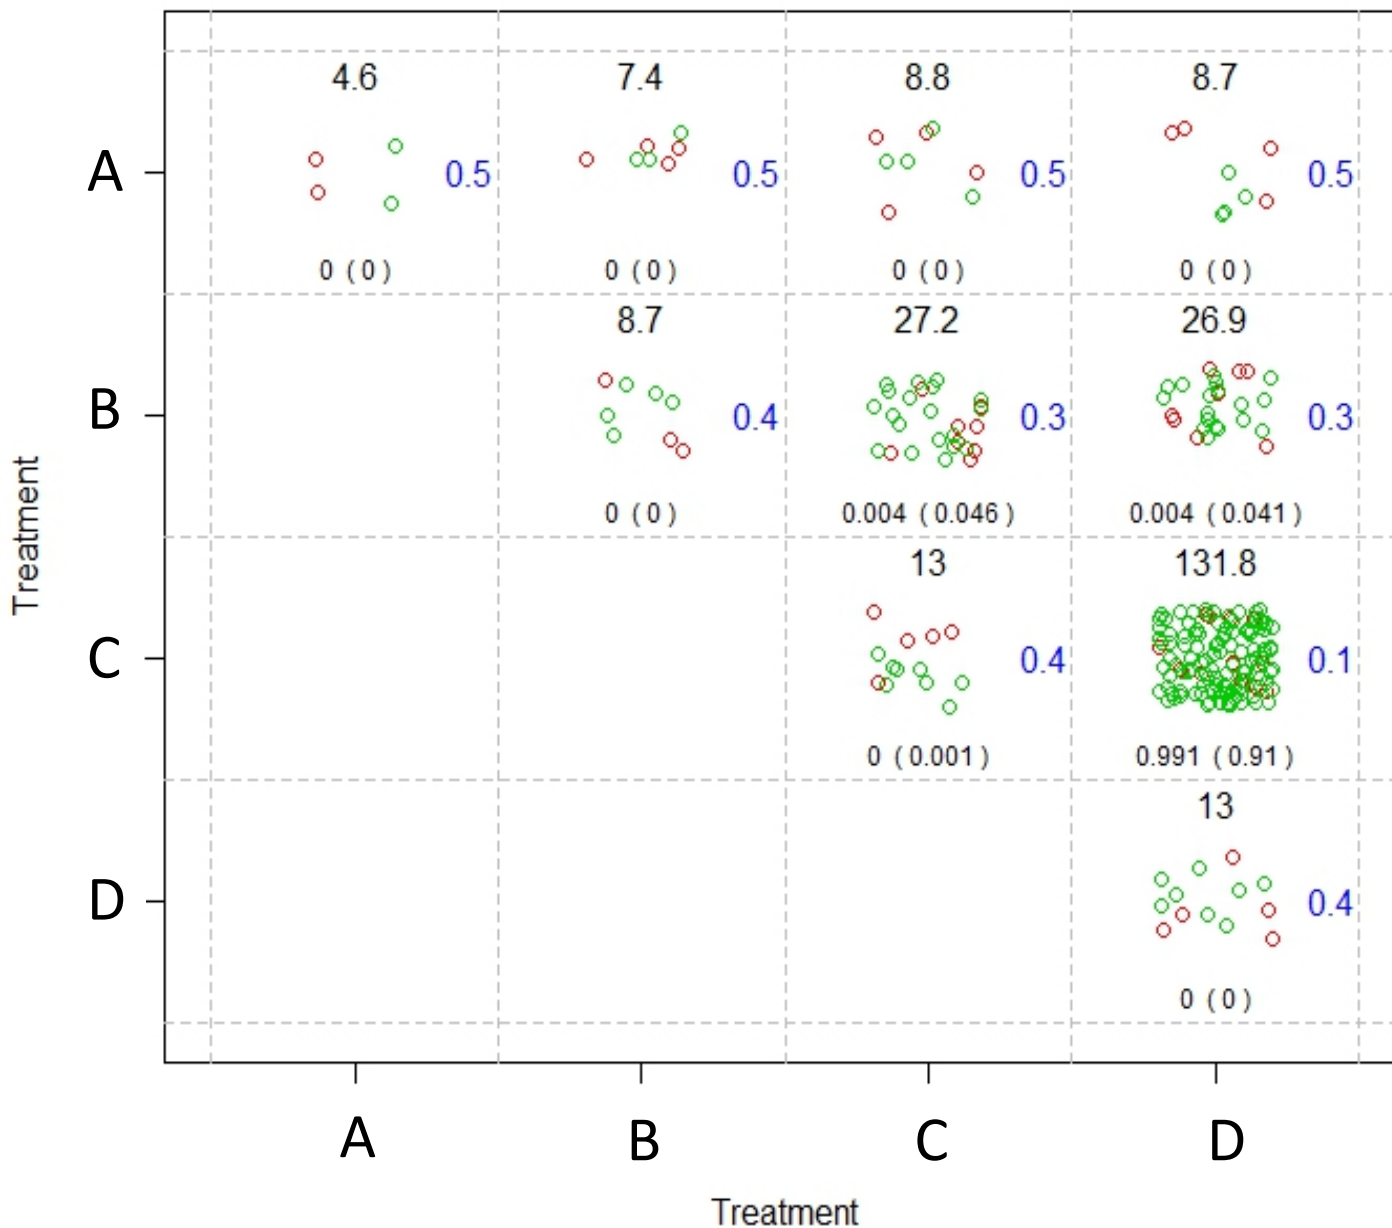 4.6 7.4 8.8 8.7
A 0.5 0.5 0.5 0.5
0 ( 0 ) 0 ( 0 ) 0 ( 0 ) 0 ( 0 )
8.7 27.2 26.9
B 0.4 0.3 0.3
0 ( 0 ) 0.004 ( 0.046 ) 0.004 ( 0.041 )
13 131.8
C 0.4 0.1
0 ( 0.001 ) 0.991 ( 0.91 )
13
D 0.4
0 ( 0 )
Treatment
A B C D
Treatment